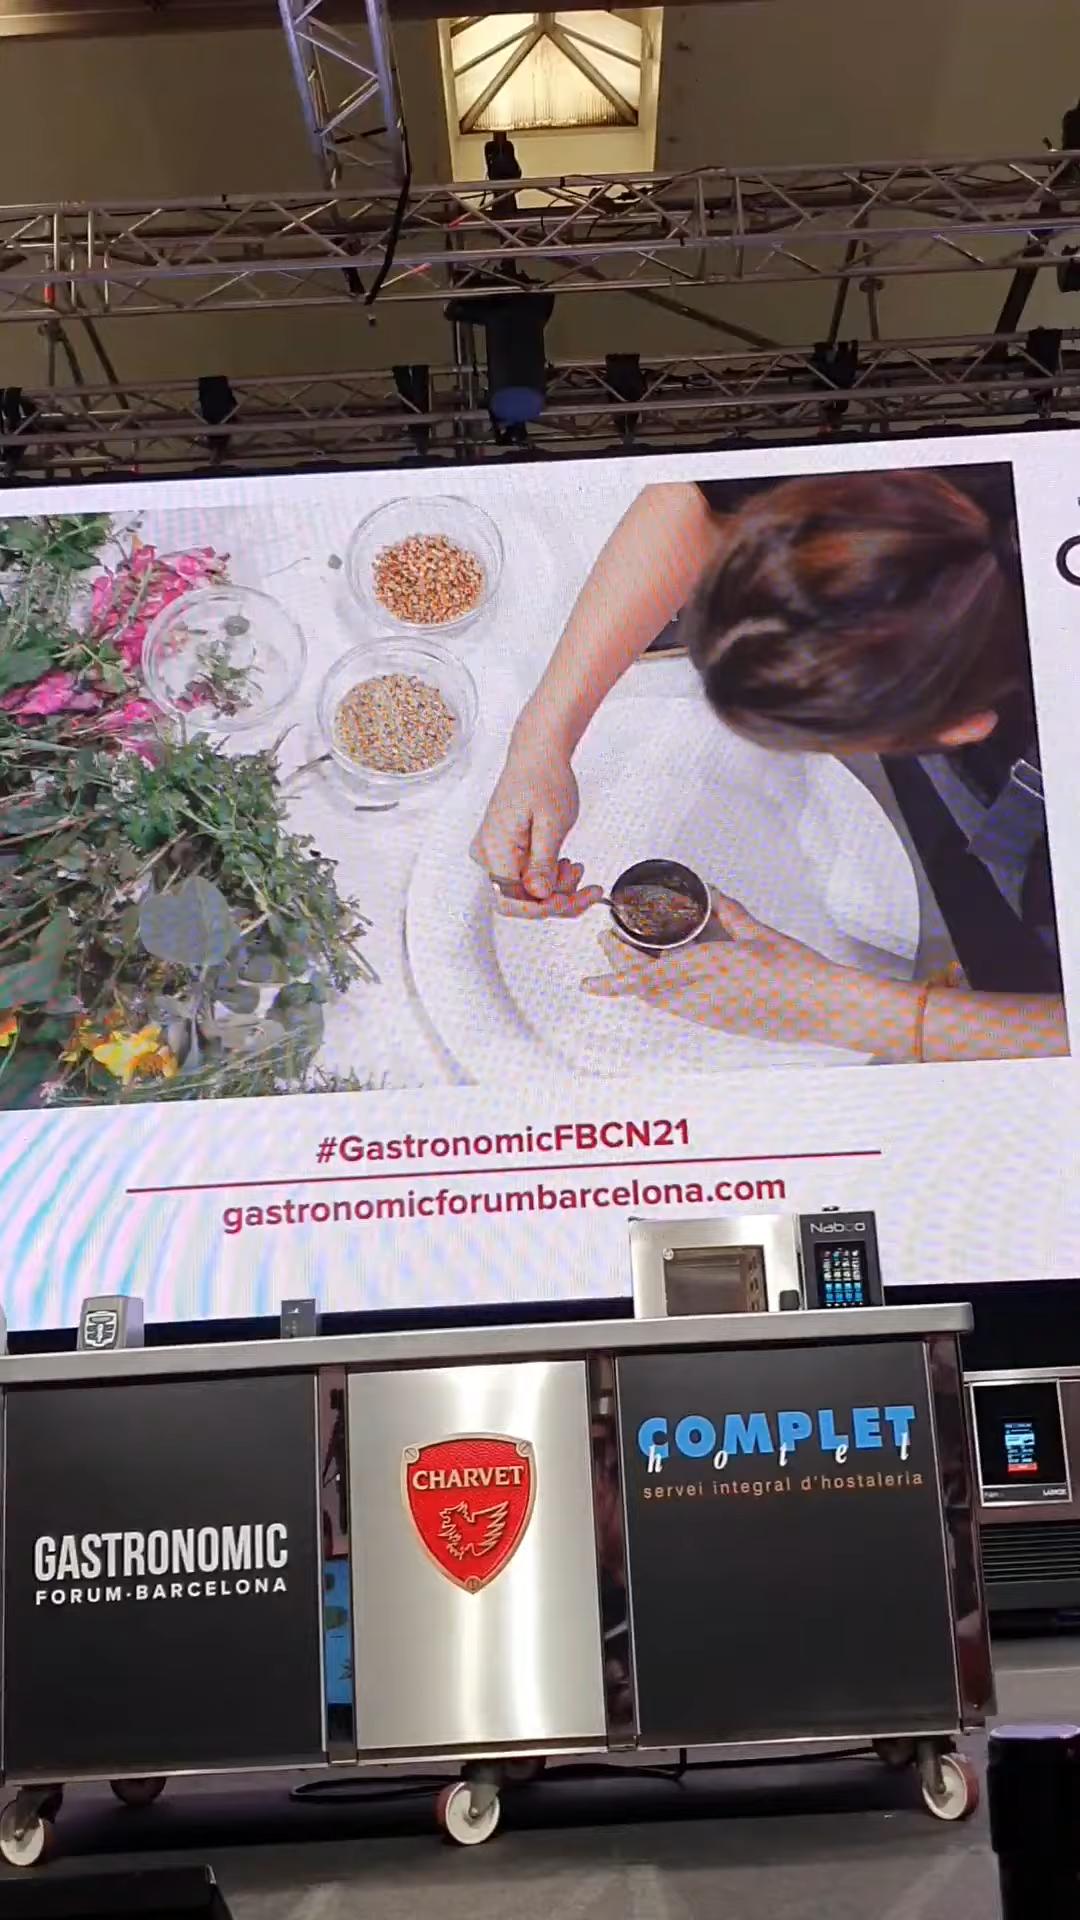 #GastronomicFBCN21
gastronomicforumbarcelona.com
Naboo
GASTRONOMIC
FORUM·BARCELONA
CHARVET
COMPLET
hotel
servei integral d'hostaleria